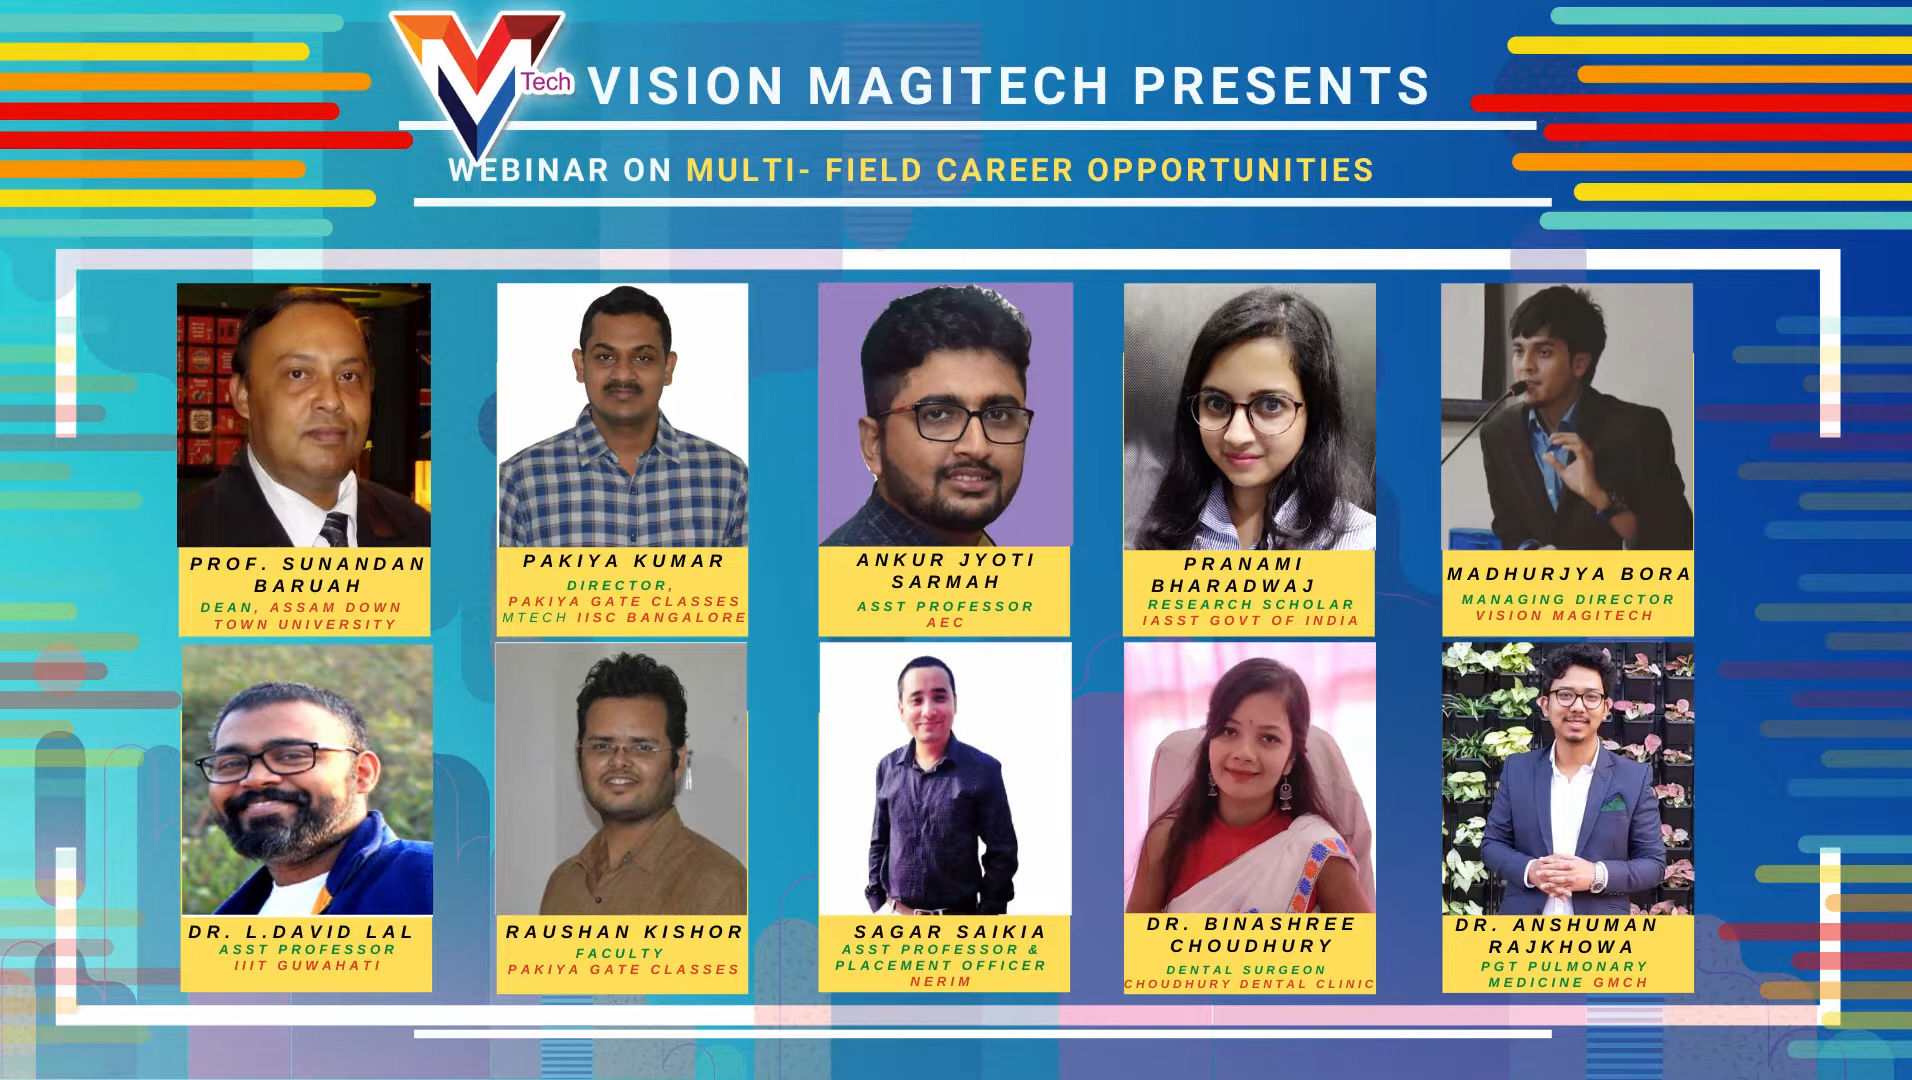 Tech
VISION MAGITECH PRESENTS
WEBINAR ON MULTI- FIELD CAREER OPPORTUNITIES
PROF. SUNANDAN
BARUAH
DEAN, ASSAM DOWN
TOWN UNIVERSITY
PAKIYA KUMAR
DIRECTOR,
PAKIYA GATE CLASSES
MTECH IISC BANGALORE
ANKUR JYOTI
SARMAH
ASST PROFESSOR
AEC
PRANAMI
BHARADWAJ
RESEARCH SCHOLAR
IASST GOVT OF INDIA
MADHURJYA BORA
MANAGING DIRECTOR
VISION MAGITECH
DR. L.DAVID LAL
ASST PROFESSOR
IIIT GUWAHATI
RAUSHAN KISHOR
FACULTY
PAKIYA GATE CLASSES
SAGAR SAIKIA
ASST PROFESSOR &
PLACEMENT OFFICER
NERIM
DR. BINASHREE
CHOUDHURY
DENTAL SURGEON
CHOUDHURY DENTAL CLINIC
DR. ANSHUMAN
RAJKHOWA
PGT PULMONARY
MEDICINE GMCH